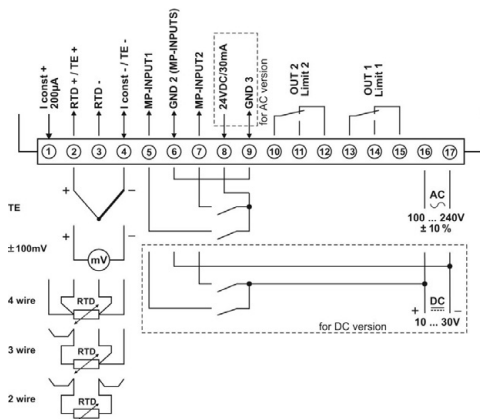 I const +
200µA
RTD + / TE +
RTD -
I const - / TE -
MP-INPUT1
GND 2 (MP-INPUTS)
MP-INPUT2
24VDC/30mA
GND 3
for AC version
OUT 2
Limit 2
OUT 1
Limit 1
1 2 3 4 5 6 7 8 9 10 11 12 13 14 15 16 17
TE
+ −
AC
100 ... 240V
± 10 %
±100mV
+ −
mV
4 wire
RTD
+ DC −
10 ... 30V
for DC version
3 wire
RTD
2 wire
RTD